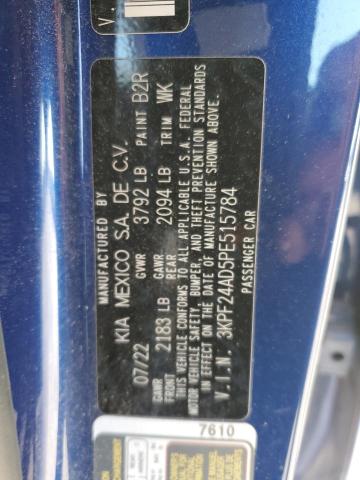 V.
MANUFACTURED BY
KIA MEXICO S.A. DE C.V.
07/22 GVWR 3792 LB PAINT B2R
GAWR FRONT 2183 LB GAWR REAR 2094 LB TRIM WK
THIS VEHICLE CONFORMS TO ALL APPLICABLE U.S.A. FEDERAL
MOTOR VEHICLE SAFETY, BUMPER, AND THEFT PREVENTION STANDARDS
IN EFFECT ON THE DATE OF MANUFACTURE SHOWN ABOVE.
V.I.N. 3KPF24AD5PE515784
PASSENGER CAR
7610